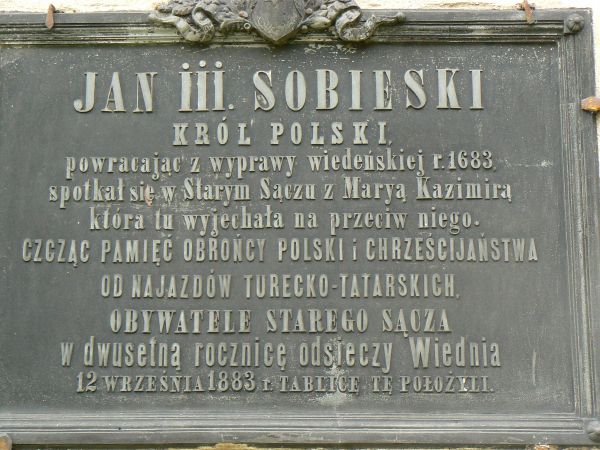 JAN iii. SOBIESKI
KRÓL POLSKI,
powracając z wyprawy wiedeńskiej r.1683,
spotkał się w Starym Sączu z Maryą Kazimirą
która tu wyjechała na przeciw niego.
CZCZĄC PAMIĘĆ OBROŃCY POLSKI i CHRZEŚCIJAŃSTWA
OD NAJAZDÓW TURECKO-TATARSKICH,
OBYWATELE STAREGO SĄCZA
w dwusetną rocznicę odsieczy Wiednia
12 WRZEŚNIA 1883 r. TABLICĘ TĘ POŁOŻYLI.